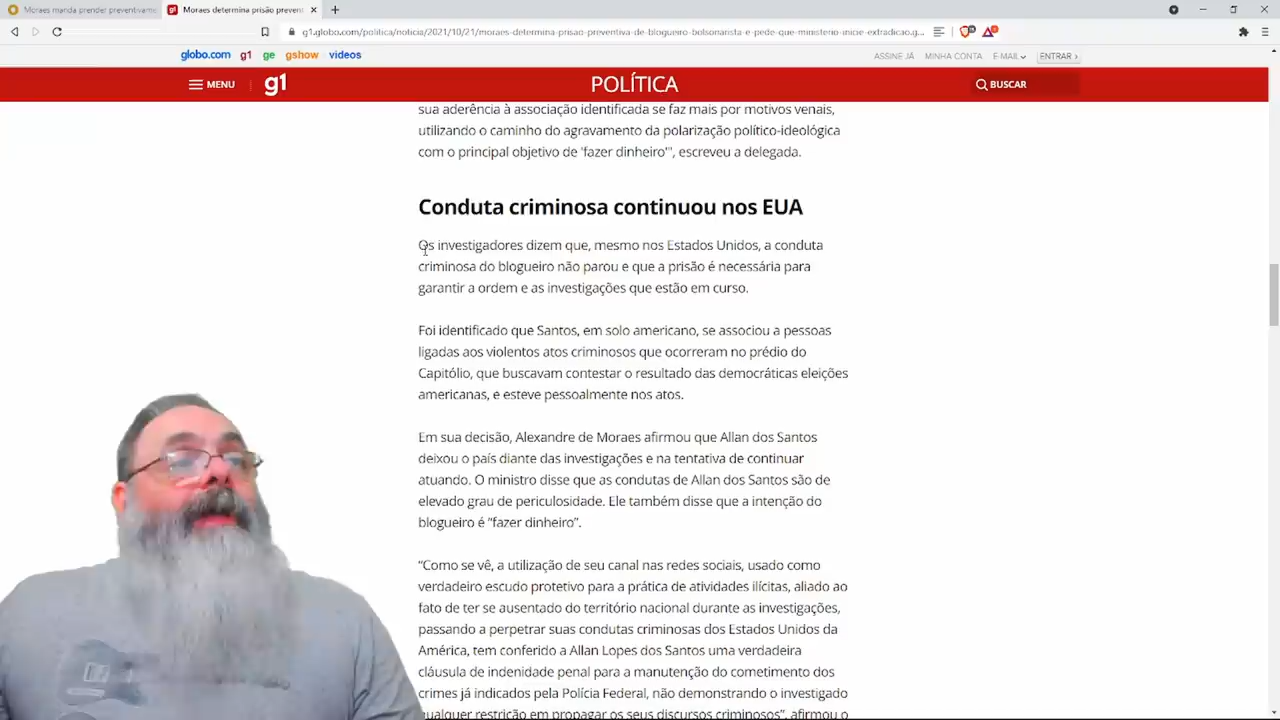 Moraes manda prender preventivame
Moraes determina prisão prevent
g1.globo.com/politica/noticia/2021/10/21/moraes-determina-prisao-preventiva-de-blogueiro-bolsonarista-e-pede-que-ministerio-inicie-extradicao.g...
globo.com g1 ge gshow videos
ASSINE JÁ MINHA CONTA E-MAIL ENTRAR ›
MENU g1 POLÍTICA BUSCAR
sua aderência à associação identificada se faz mais por motivos venais,
utilizando o caminho do agravamento da polarização político-ideológica
com o principal objetivo de 'fazer dinheiro'", escreveu a delegada.
Conduta criminosa continuou nos EUA
Os investigadores dizem que, mesmo nos Estados Unidos, a conduta
criminosa do blogueiro não parou e que a prisão é necessária para
garantir a ordem e as investigações que estão em curso.
Foi identificado que Santos, em solo americano, se associou a pessoas
ligadas aos violentos atos criminosos que ocorreram no prédio do
Capitólio, que buscavam contestar o resultado das democráticas eleições
americanas, e esteve pessoalmente nos atos.
Em sua decisão, Alexandre de Moraes afirmou que Allan dos Santos
deixou o país diante das investigações e na tentativa de continuar
atuando. O ministro disse que as condutas de Allan dos Santos são de
elevado grau de periculosidade. Ele também disse que a intenção do
blogueiro é "fazer dinheiro".
"Como se vê, a utilização de seu canal nas redes sociais, usado como
verdadeiro escudo protetivo para a prática de atividades ilícitas, aliado ao
fato de ter se ausentado do território nacional durante as investigações,
passando a perpetrar suas condutas criminosas dos Estados Unidos da
América, tem conferido a Allan Lopes dos Santos uma verdadeira
cláusula de indenidade penal para a manutenção do cometimento dos
crimes já indicados pela Polícia Federal, não demonstrando o investigado
qualquer restrição em propagar os seus discursos criminosos", afirmou o